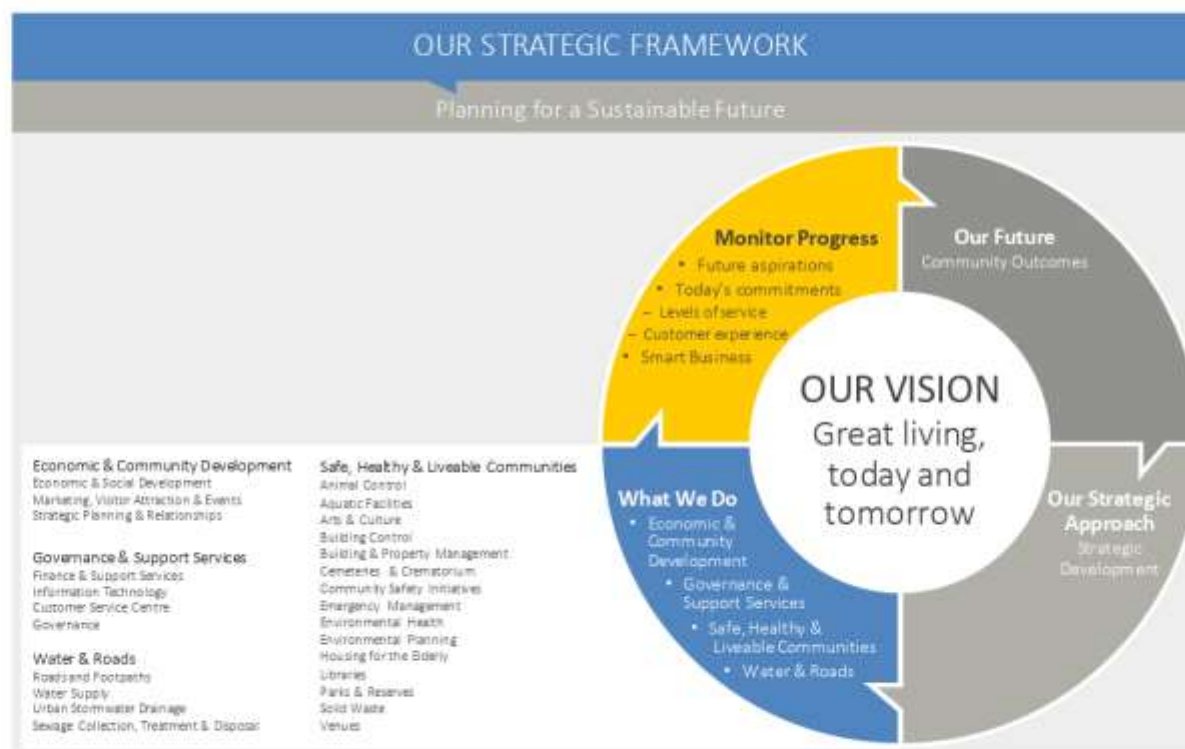 OUR STRATEGIC FRAMEWORK
Planning for a Sustainable Future
Monitor Progress
• Future aspirations
• Today's commitments
– Levels of service
– Customer experience
• Smart Business
Our Future
Community Outcomes
OUR VISION
Great living,
today and
tomorrow
Our Strategic
Approach
Strategic
Development
What We Do
• Economic &
Community
Development
• Governance &
Support Services
• Safe, Healthy &
Liveable Communities
• Water & Roads
Economic & Community Development
Economic & Social Development
Marketing, Visitor Attraction & Events
Strategic Planning & Relationships
Governance & Support Services
Finance & Support Services
Information Technology
Customer Service Centre
Governance
Water & Roads
Roads and Footpaths
Water Supply
Urban Stormwater Drainage
Sewage Collection, Treatment & Disposal
Safe, Healthy & Liveable Communities
Animal Control
Aquatic Facilities
Arts & Culture
Building Control
Building & Property Management
Cemeteries & Crematorium
Community Safety Initiatives
Emergency Management
Environmental Health
Environmental Planning
Housing for the Elderly
Libraries
Parks & Reserves
Solid Waste
Venues